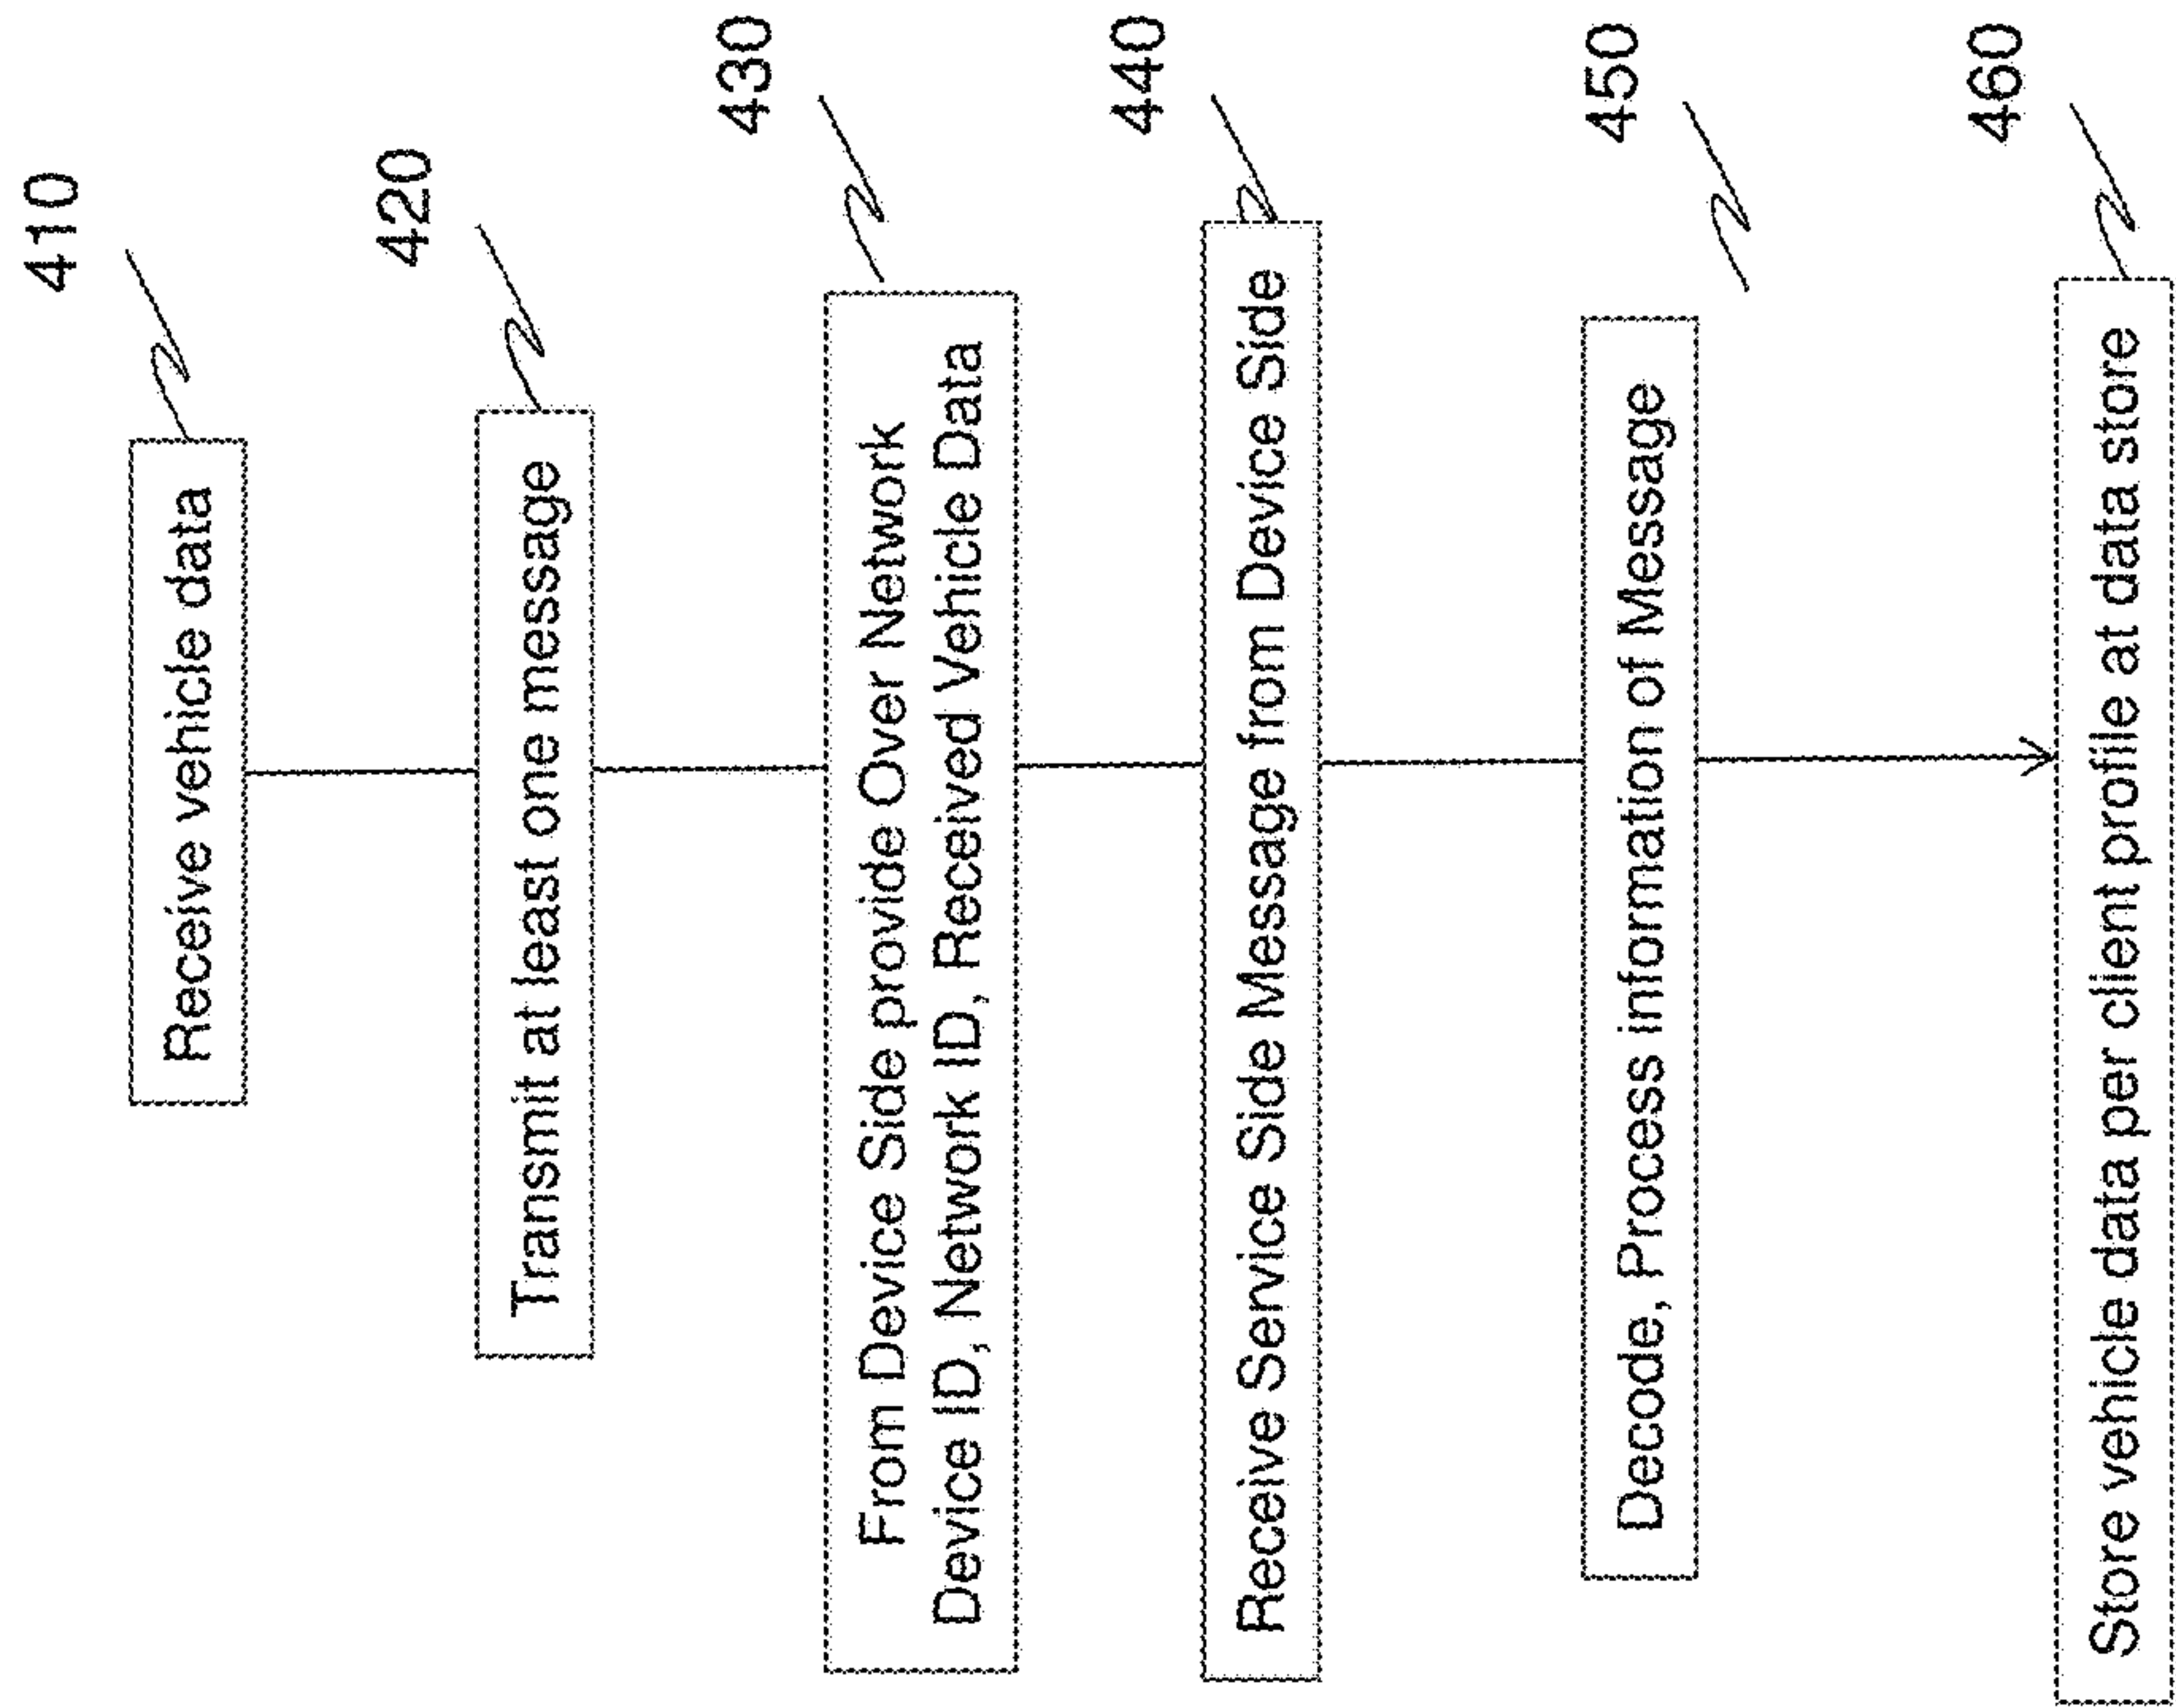 410
Receive vehicle data
420
Transmit at least one message
430
From Device Side provide Over Network
Device ID, Network ID, Received Vehicle Data
440
Receive Service Side Message from Device Side
450
Decode, Process information of Message
460
Store vehicle data per client profile at data store